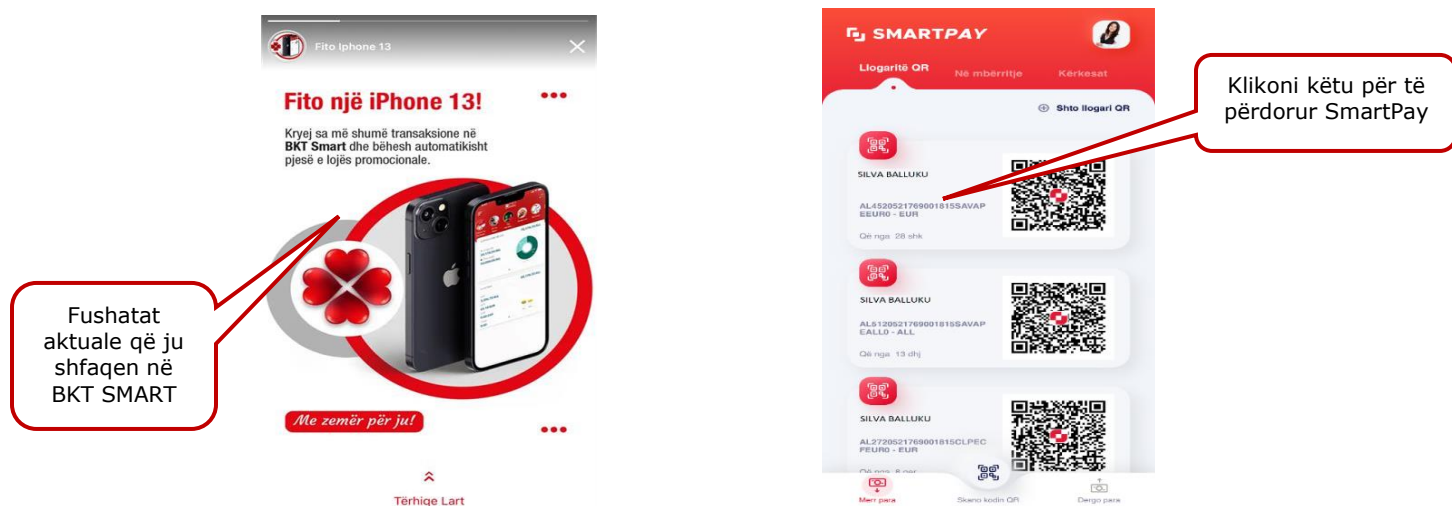 Fito Iphone 13
Fito një iPhone 13!
Kryej sa më shumë transaksione në
BKT Smart dhe bëhesh automatikisht
pjesë e lojës promocionale.
Me zemër për ju!
Tërhiqe Lart
Fushatat
aktuale që ju
shfaqen në
BKT SMART
SMARTPAY
Llogaritë QR
Në mbërritje
Kërkesat
Shto llogari QR
SILVA BALLUKU
AL4520521769001815SAVAP
EEUR0 - EUR
Që nga 28 shk
SILVA BALLUKU
AL5120521769001815SAVAP
EALL0 - ALL
Që nga 13 dhj
SILVA BALLUKU
AL2720521769001815CLPEC
FEUR0 - EUR
Merr para
Skano kodin QR
Dergo para
Klikoni këtu për të
përdorur SmartPay